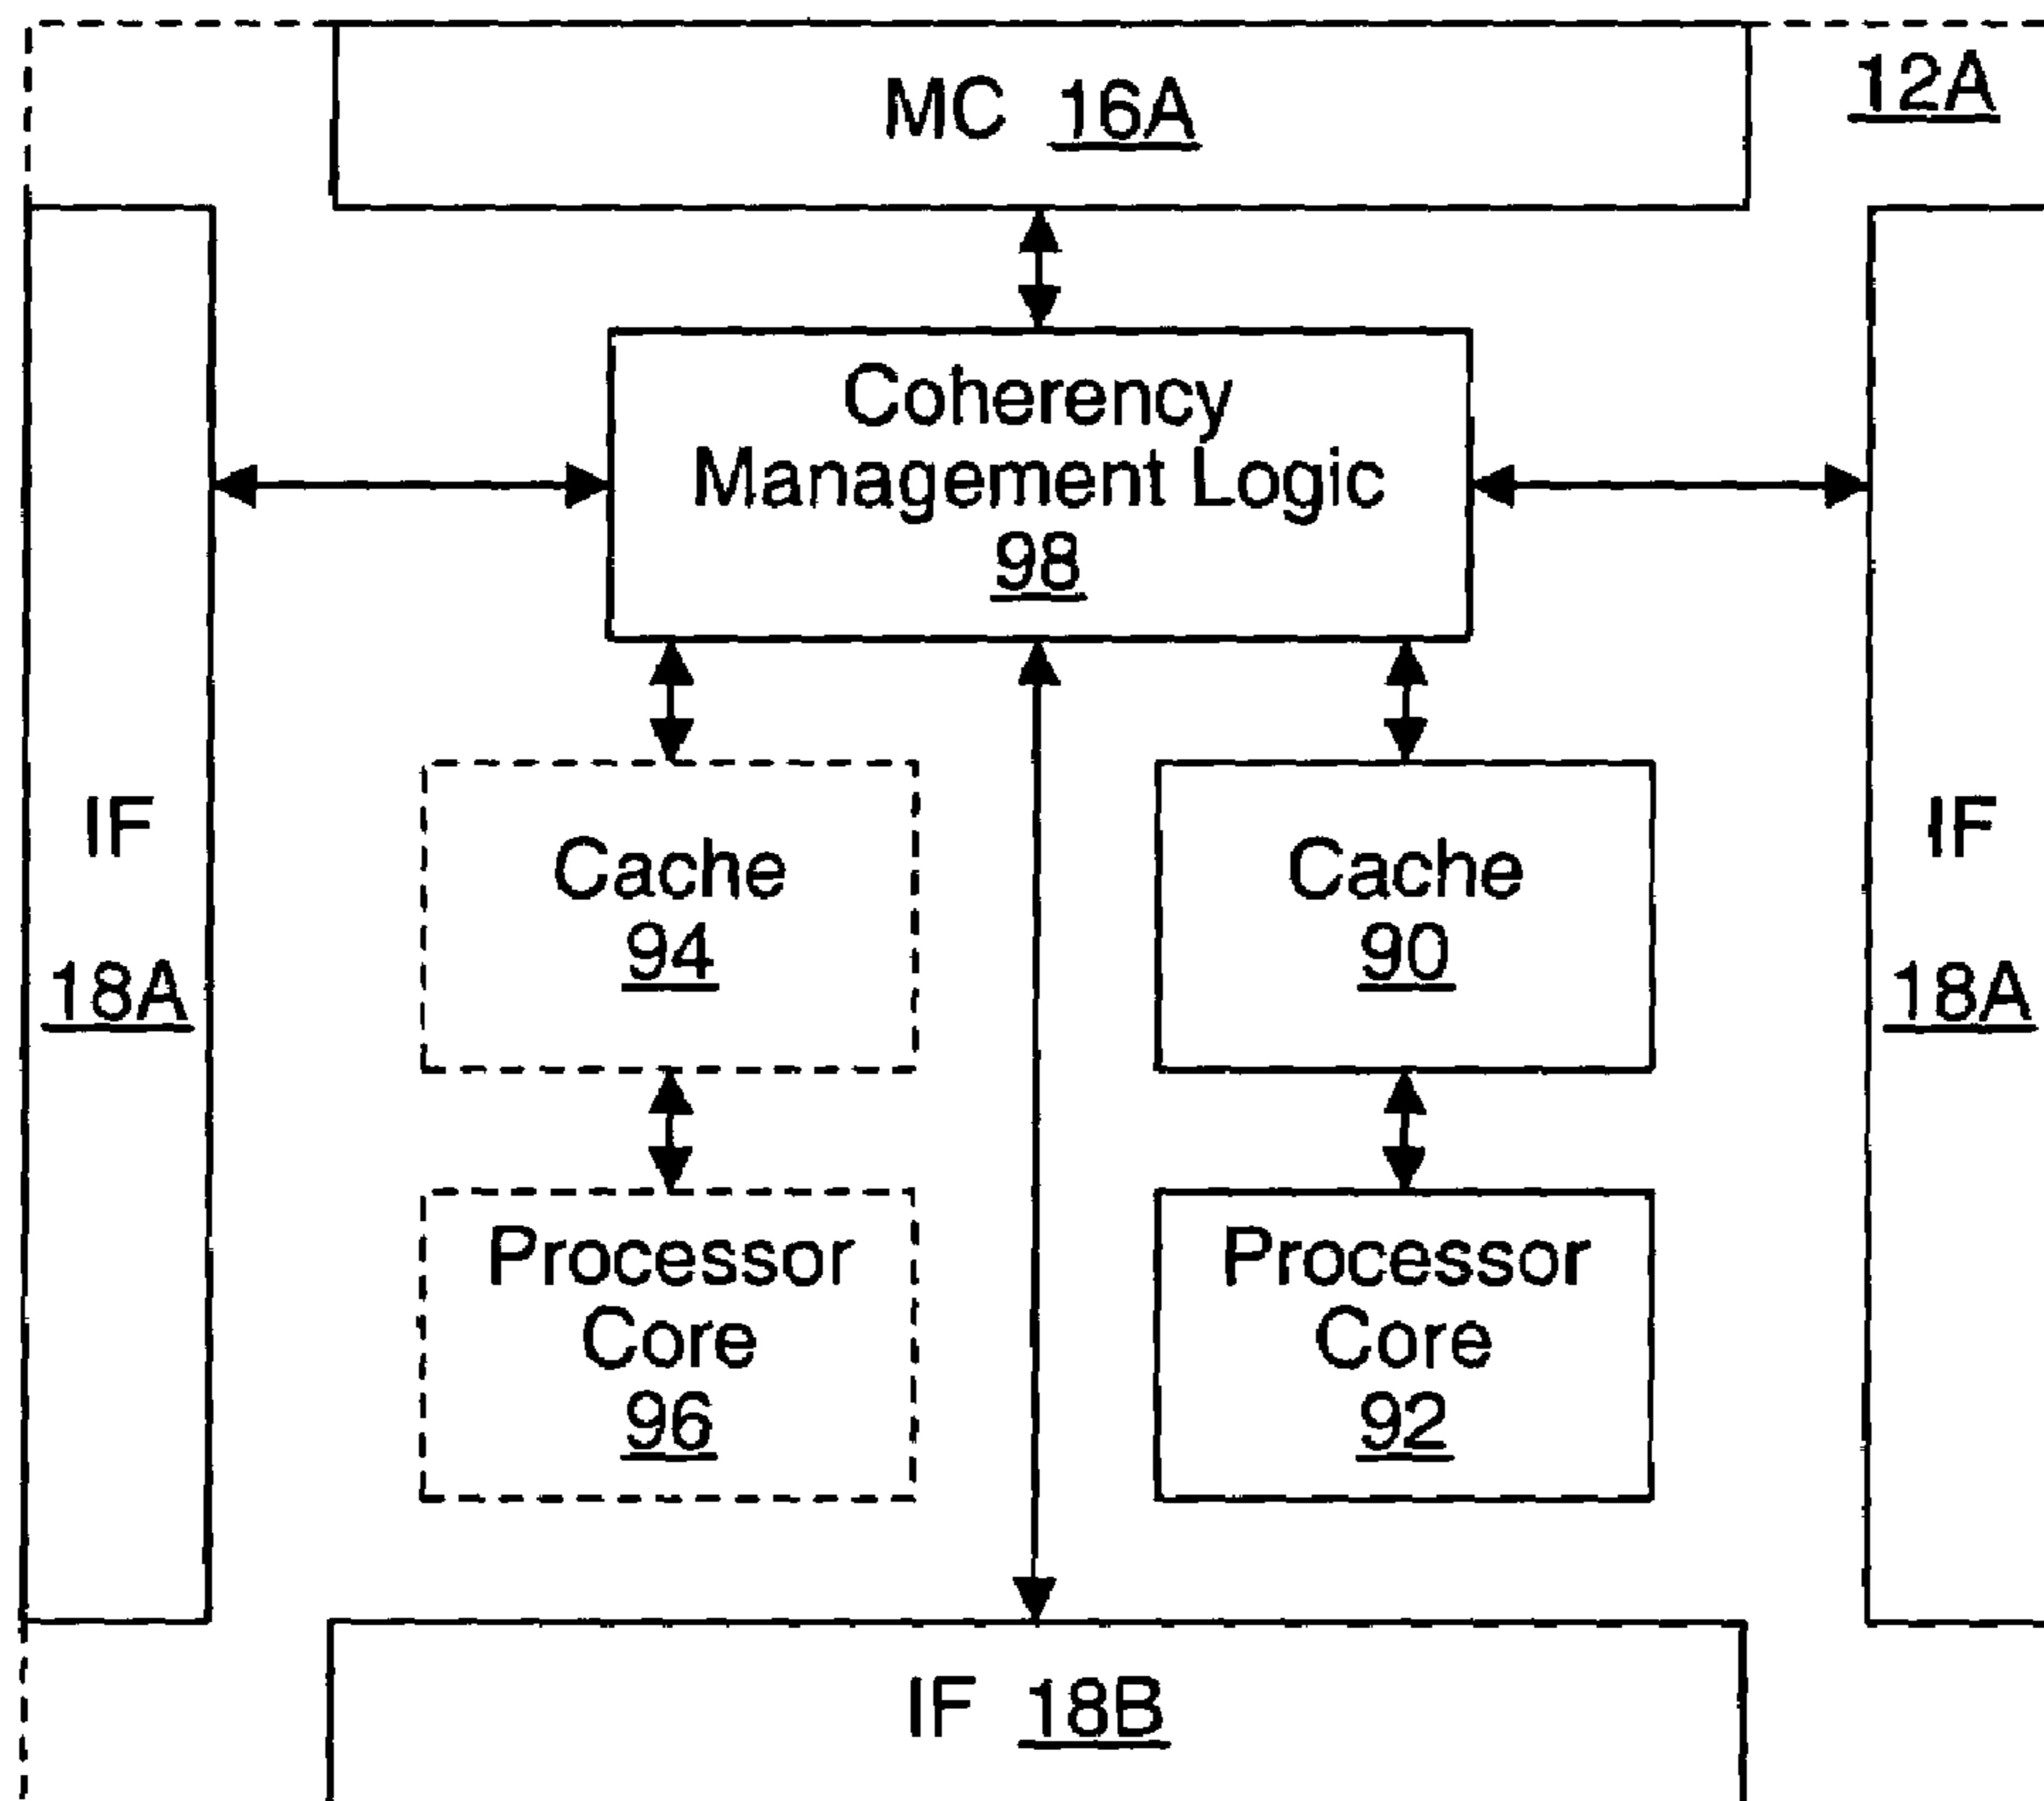 MC 16A
12A
Coherency
Management Logic
98
IF
18A
Cache
94
Cache
90
IF
18A
Processor
Core
96
Processor
Core
92
IF 18B